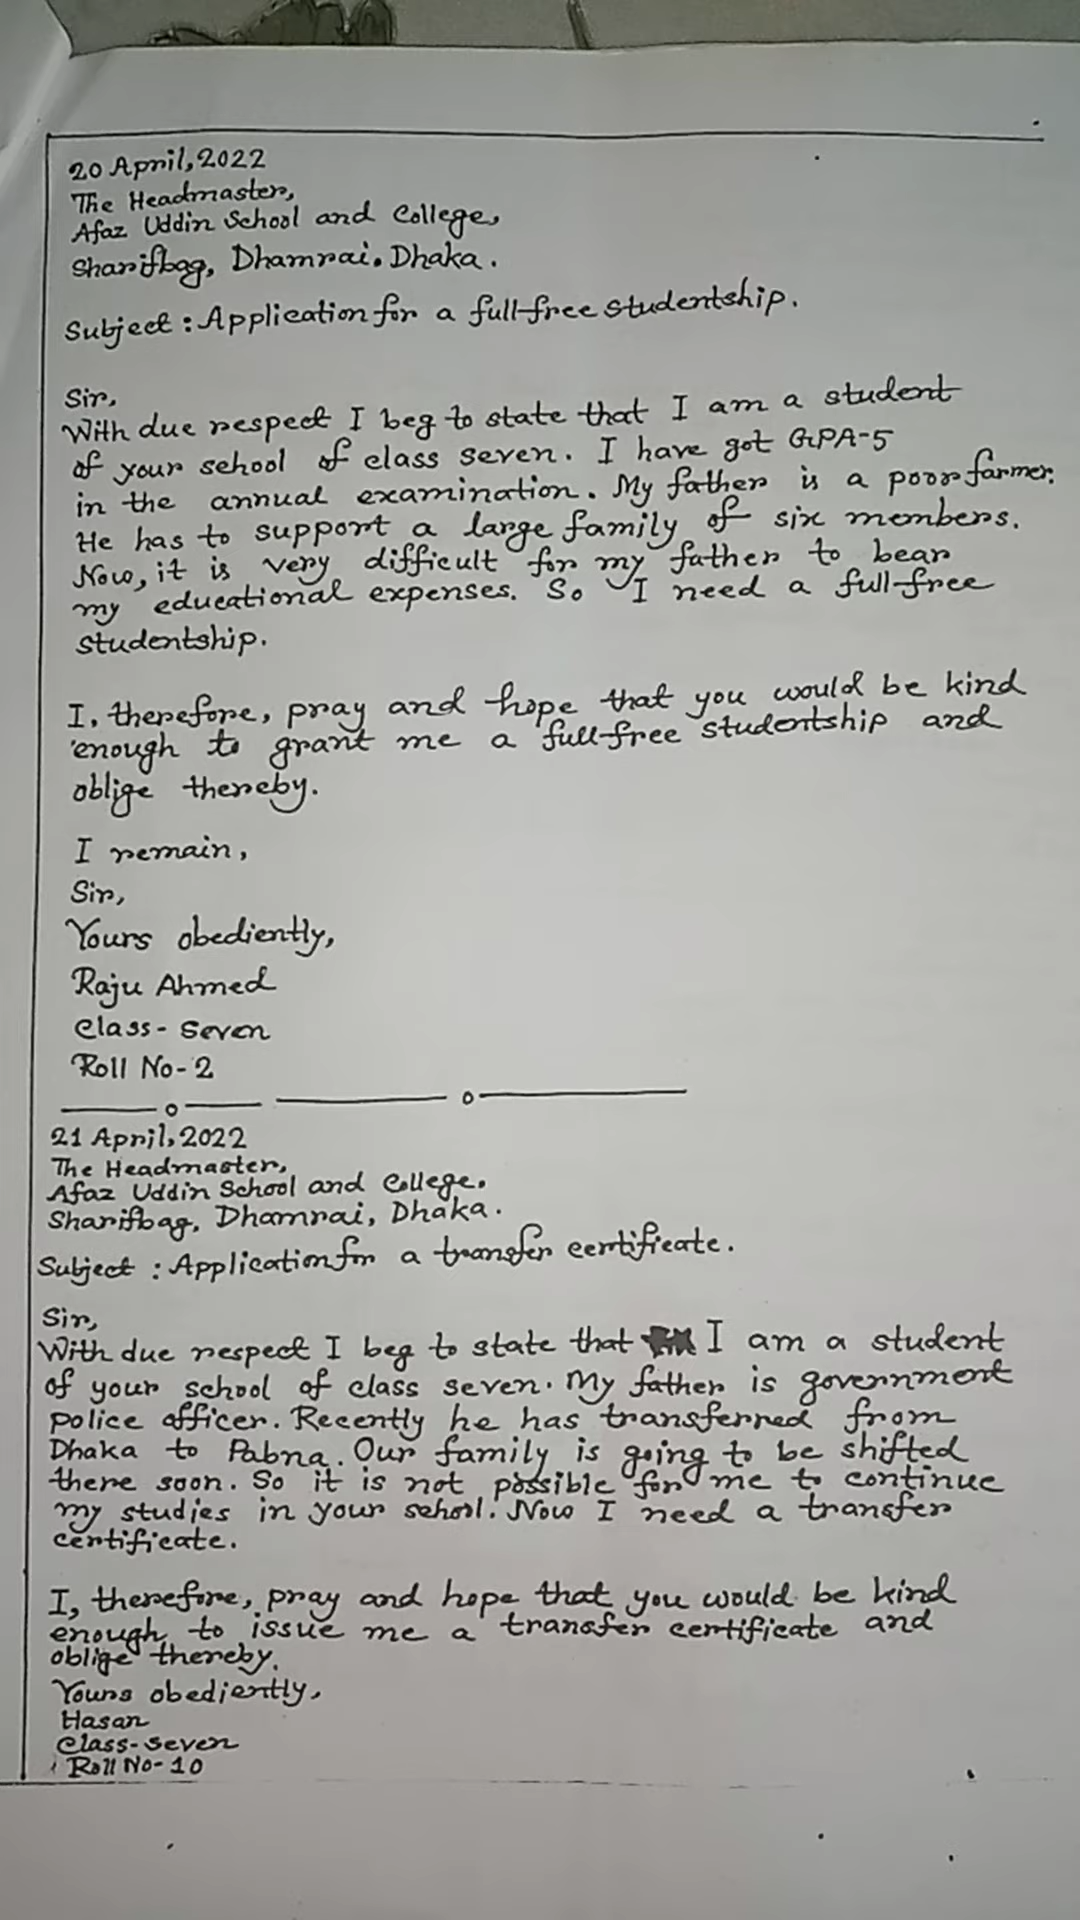 20 April, 2022
The Headmaster,
Afaz Uddin School and College,
Sharifbag, Dhamrai. Dhaka.
Subject : Application for a full-free studentship.
Sir,
With due respect I beg to state that I am a student
of your school of class seven. I have got GPA-5
in the annual examination. My father is a poor farmer.
He has to support a large family of six members.
Now, it is very difficult for my father to bear
my educational expenses. So I need a full-free
studentship.
I, therefore, pray and hope that you would be kind
enough to grant me a full-free studentship and
oblige thereby.
I remain,
Sir,
Yours obediently,
Raju Ahmed
Class- Seven
Roll No- 2
21 April, 2022
The Headmaster,
Afaz Uddin School and College.
Sharifbag, Dhamrai, Dhaka.
Subject : Application for a transfer certificate.
Sir,
With due respect I beg to state that I am a student
of your school of class seven. My father is government
police officer. Recently he has transferred from
Dhaka to Pabna. Our family is going to be shifted
there soon. So it is not possible for me to continue
my studies in your school. Now I need a transfer
certificate.
I, therefore, pray and hope that you would be kind
enough to issue me a transfer certificate and
oblige thereby.
Yours obediently,
Hasan
Class- seven
Roll No- 10